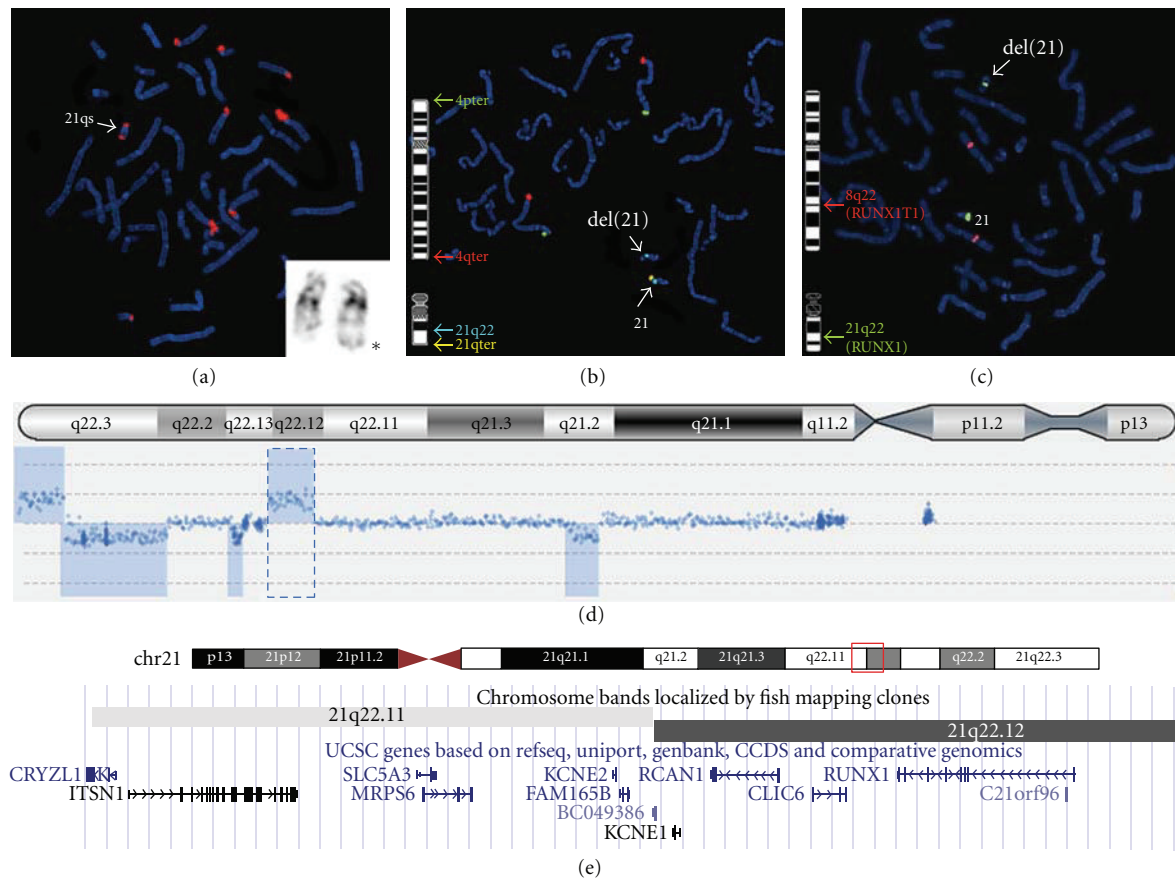 21qs
*
(a)
4pter
4qter
21q22
21qter
del(21)
21
(b)
del(21)
8q22
(RUNX1T1)
21
21q22
(RUNX1)
(c)
q22.3 q22.2 q22.13 q22.12 q22.11 q21.3 q21.2 q21.1 q11.2 p11.2 p13
(d)
chr21 p13 21p12 21p11.2 21q21.1 q21.2 21q21.3 q22.11 q22.2 21q22.3
Chromosome bands localized by fish mapping clones
21q22.11
21q22.12
UCSC genes based on refseq, uniport, genbank, CCDS and comparative genomics
CRYZL1 SLC5A3 KCNE2 RCAN1 RUNX1
ITSN1 MRPS6 FAM165B CLIC6 C21orf96
BC049386
KCNE1
(e)